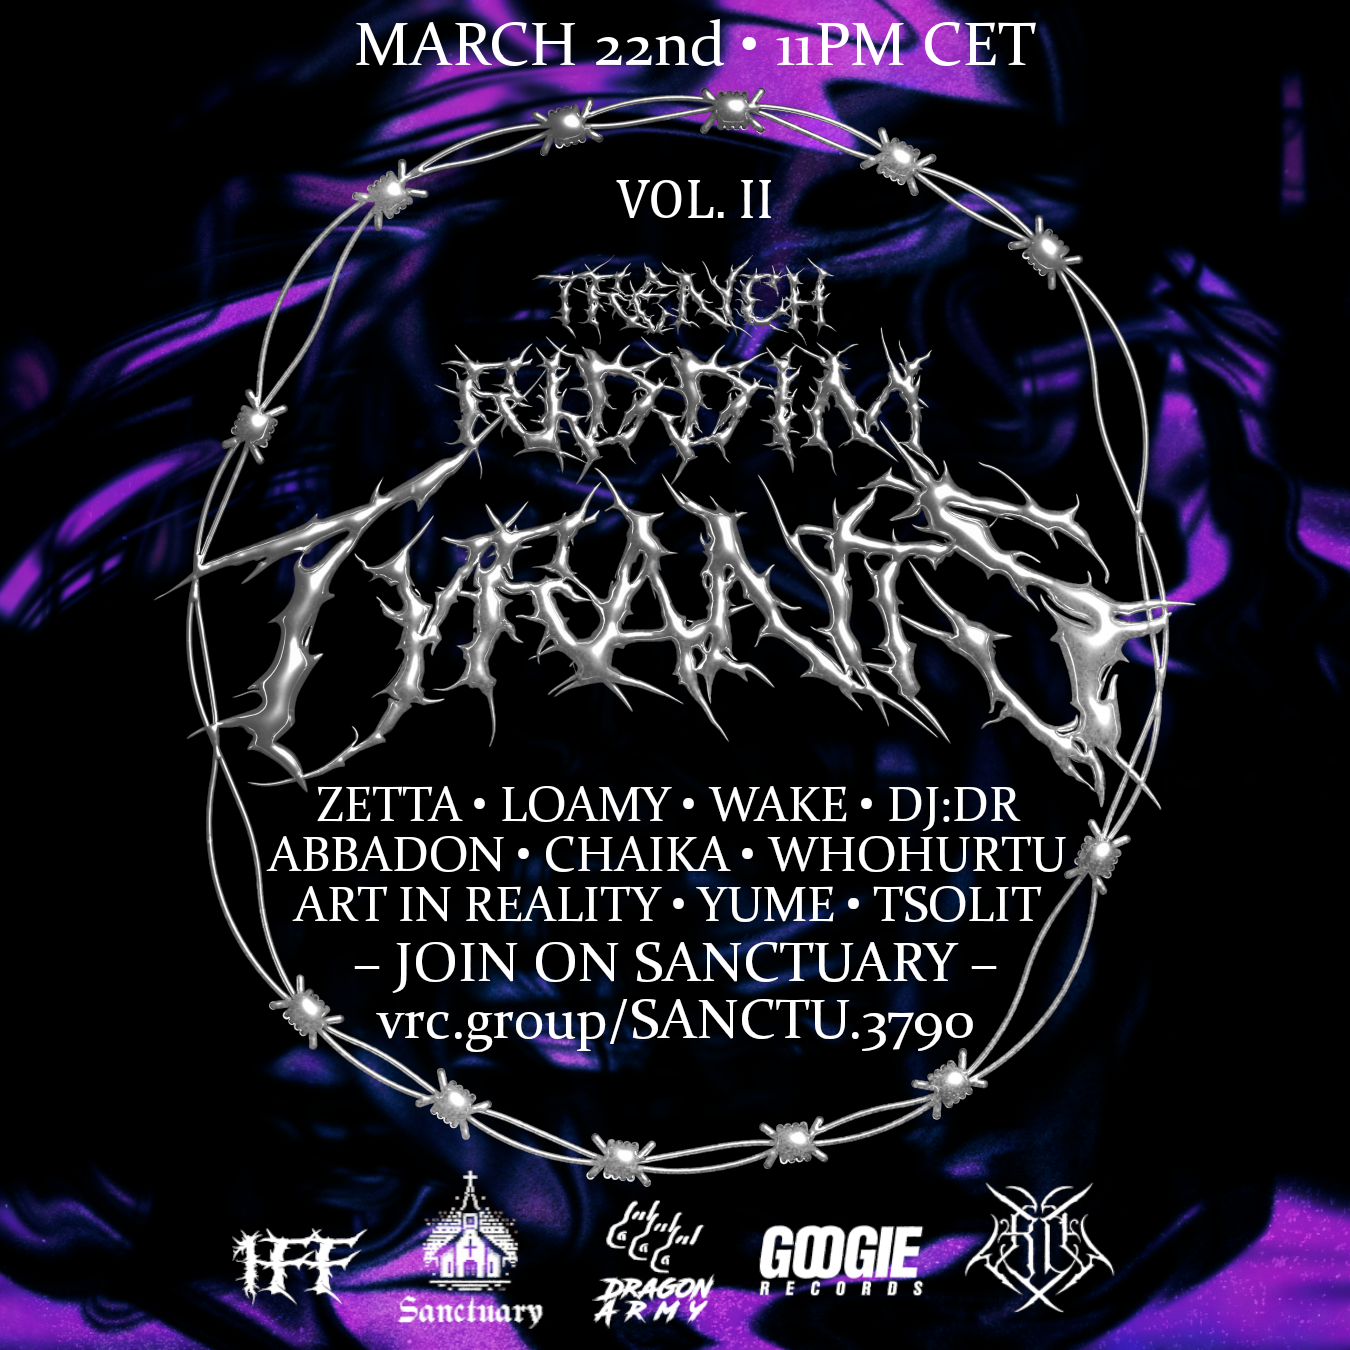 MARCH 22nd • 11PM CET
VOL. II
TRENCH
RIDDIM
TYRANTS
ZETTA • LOAMY • WAKE • DJ:DR
ABBADON • CHAIKA • WHOHURTU
ART IN REALITY • YUME • TSOLIT
– JOIN ON SANCTUARY –
vrc.group/SANCTU.3790
IFF
Sanctuary
DRAGON
ARMY
GOOGIE
RECORDS